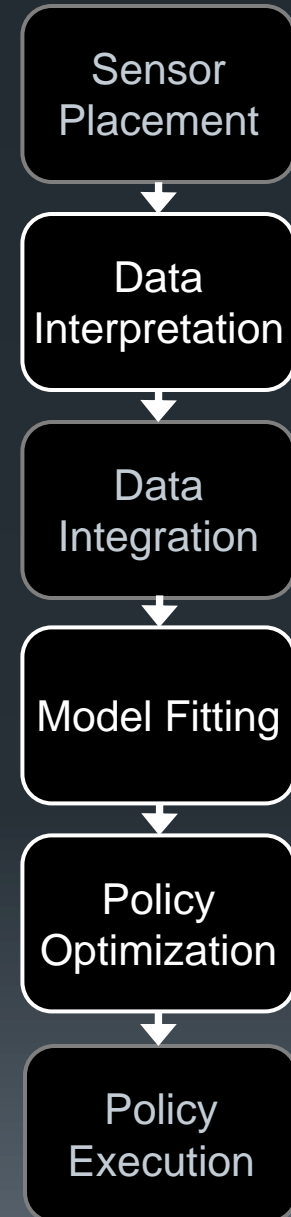 Sensor
Placement
Data
Interpretation
Data
Integration
Model Fitting
Policy
Optimization
Policy
Execution